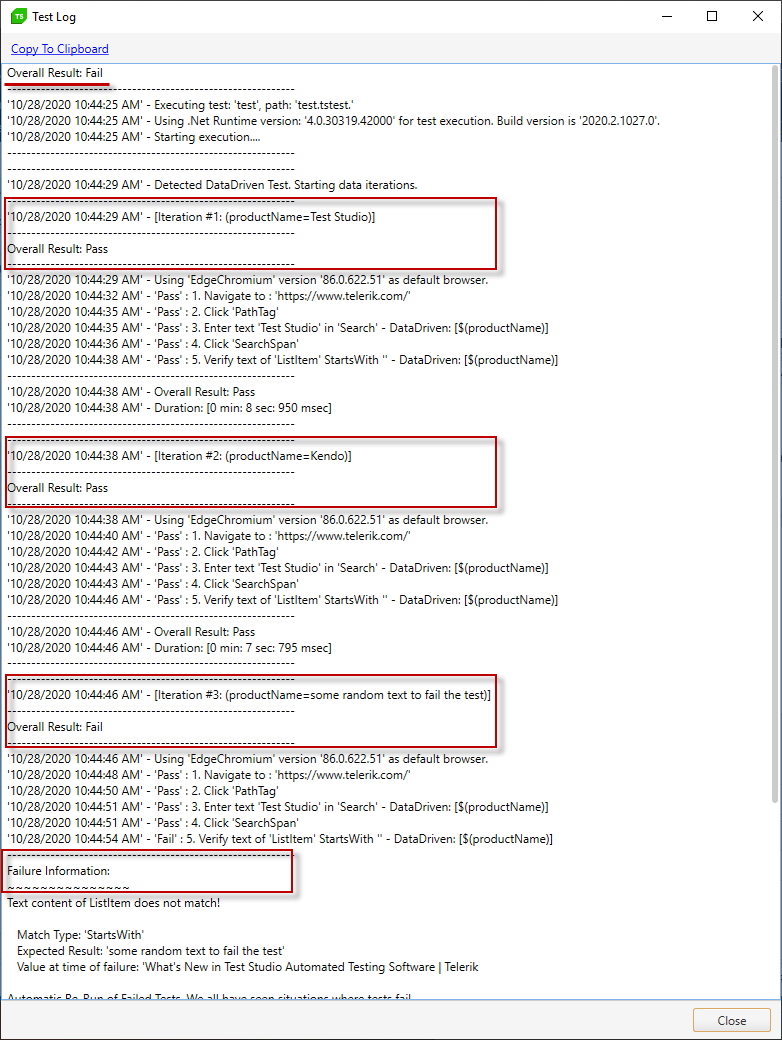 TS Test Log
Copy To Clipboard
Overall Result: Fail
------------------------------------------------------------
'10/28/2020 10:44:25 AM' - Executing test: 'test', path: 'test.tstest.'
'10/28/2020 10:44:25 AM' - Using .Net Runtime version: '4.0.30319.42000' for test execution. Build version is '2020.2.1027.0'.
'10/28/2020 10:44:25 AM' - Starting execution....
------------------------------------------------------------
------------------------------------------------------------
'10/28/2020 10:44:29 AM' - Detected DataDriven Test. Starting data iterations.
------------------------------------------------------------
'10/28/2020 10:44:29 AM' - [Iteration #1: (productName=Test Studio)]
------------------------------------------------------------
Overall Result: Pass
------------------------------------------------------------
'10/28/2020 10:44:29 AM' - Using 'EdgeChromium' version '86.0.622.51' as default browser.
'10/28/2020 10:44:32 AM' - 'Pass' : 1. Navigate to : 'https://www.telerik.com/'
'10/28/2020 10:44:35 AM' - 'Pass' : 2. Click 'PathTag'
'10/28/2020 10:44:35 AM' - 'Pass' : 3. Enter text 'Test Studio' in 'Search' - DataDriven: [$(productName)]
'10/28/2020 10:44:36 AM' - 'Pass' : 4. Click 'SearchSpan'
'10/28/2020 10:44:38 AM' - 'Pass' : 5. Verify text of 'ListItem' StartsWith '' - DataDriven: [$(productName)]
------------------------------------------------------------
'10/28/2020 10:44:38 AM' - Overall Result: Pass
'10/28/2020 10:44:38 AM' - Duration: [0 min: 8 sec: 950 msec]
------------------------------------------------------------
------------------------------------------------------------
'10/28/2020 10:44:38 AM' - [Iteration #2: (productName=Kendo)]
------------------------------------------------------------
Overall Result: Pass
------------------------------------------------------------
'10/28/2020 10:44:38 AM' - Using 'EdgeChromium' version '86.0.622.51' as default browser.
'10/28/2020 10:44:40 AM' - 'Pass' : 1. Navigate to : 'https://www.telerik.com/'
'10/28/2020 10:44:42 AM' - 'Pass' : 2. Click 'PathTag'
'10/28/2020 10:44:43 AM' - 'Pass' : 3. Enter text 'Test Studio' in 'Search' - DataDriven: [$(productName)]
'10/28/2020 10:44:43 AM' - 'Pass' : 4. Click 'SearchSpan'
'10/28/2020 10:44:46 AM' - 'Pass' : 5. Verify text of 'ListItem' StartsWith '' - DataDriven: [$(productName)]
------------------------------------------------------------
'10/28/2020 10:44:46 AM' - Overall Result: Pass
'10/28/2020 10:44:46 AM' - Duration: [0 min: 7 sec: 795 msec]
------------------------------------------------------------
------------------------------------------------------------
'10/28/2020 10:44:46 AM' - [Iteration #3: (productName=some random text to fail the test)]
------------------------------------------------------------
Overall Result: Fail
------------------------------------------------------------
'10/28/2020 10:44:46 AM' - Using 'EdgeChromium' version '86.0.622.51' as default browser.
'10/28/2020 10:44:48 AM' - 'Pass' : 1. Navigate to : 'https://www.telerik.com/'
'10/28/2020 10:44:50 AM' - 'Pass' : 2. Click 'PathTag'
'10/28/2020 10:44:51 AM' - 'Pass' : 3. Enter text 'Test Studio' in 'Search' - DataDriven: [$(productName)]
'10/28/2020 10:44:51 AM' - 'Pass' : 4. Click 'SearchSpan'
'10/28/2020 10:44:54 AM' - 'Fail' : 5. Verify text of 'ListItem' StartsWith '' - DataDriven: [$(productName)]
------------------------------------------------------------
Failure Information:
~~~~~~~~~~~~~~~
Text content of ListItem does not match!
Match Type: 'StartsWith'
Expected Result: 'some random text to fail the test'
Value at time of failure: 'What's New in Test Studio Automated Testing Software | Telerik
Automatic Re-Run of Failed Tests. We all have seen situations where tests fail
Close